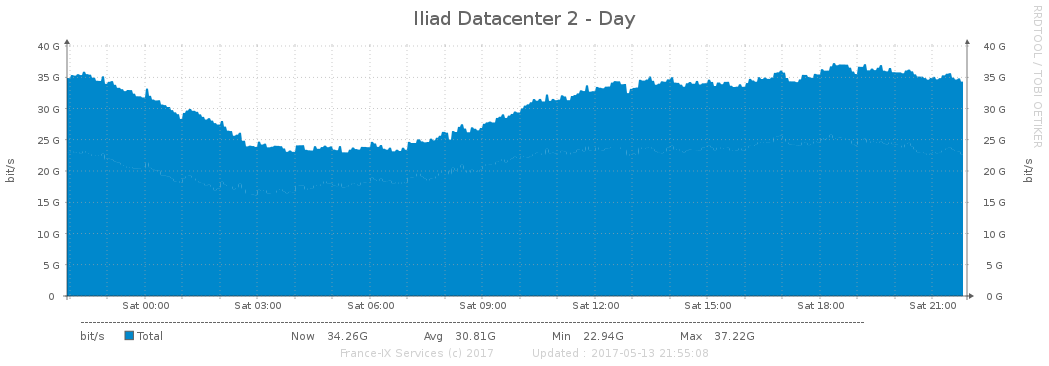 Iliad Datacenter 2 - Day
RRDTOOL / TOBI OETIKER
40 G 40 G
35 G 35 G
30 G 30 G
25 G 25 G
20 G 20 G
15 G 15 G
10 G 10 G
5 G 5 G
0 0 G
bit/s bit/s
Sat 00:00 Sat 03:00 Sat 06:00 Sat 09:00 Sat 12:00 Sat 15:00 Sat 18:00 Sat 21:00
bit/s Total Now 34.26G Avg 30.81G Min 22.94G Max 37.22G
France-IX Services (c) 2017 Updated : 2017-05-13 21:55:08